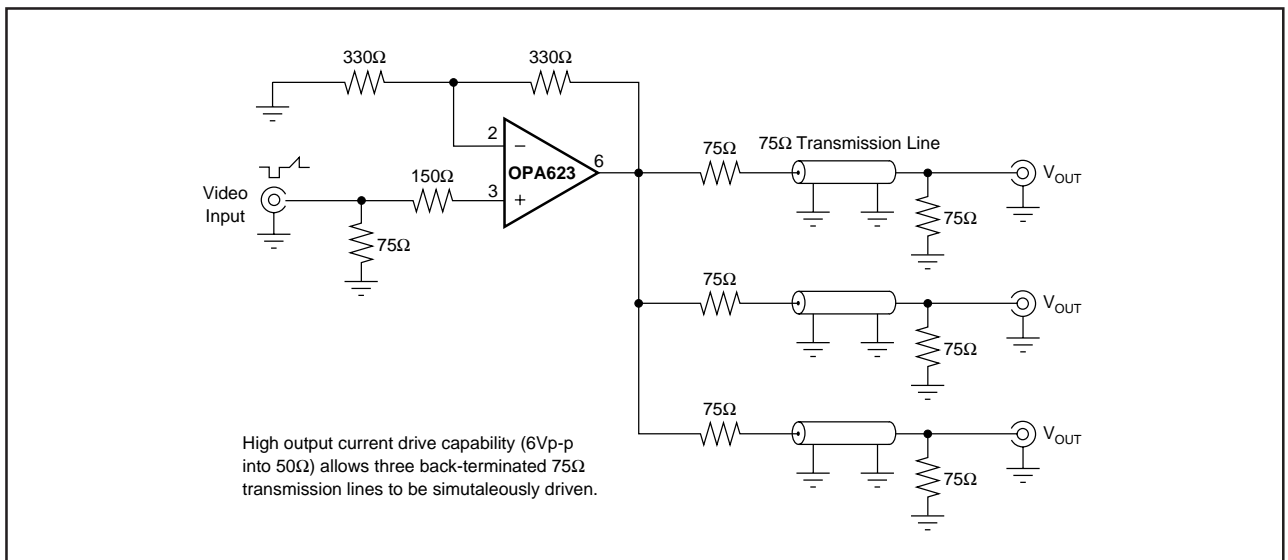 330Ω
330Ω
2
−
OPA623
6
3
+
Video
Input
150Ω
75Ω
75Ω
75Ω Transmission Line
75Ω
V_OUT
75Ω
75Ω
V_OUT
75Ω
75Ω
V_OUT
High output current drive capability (6Vp-p
into 50Ω) allows three back-terminated 75Ω
transmission lines to be simutaleously driven.